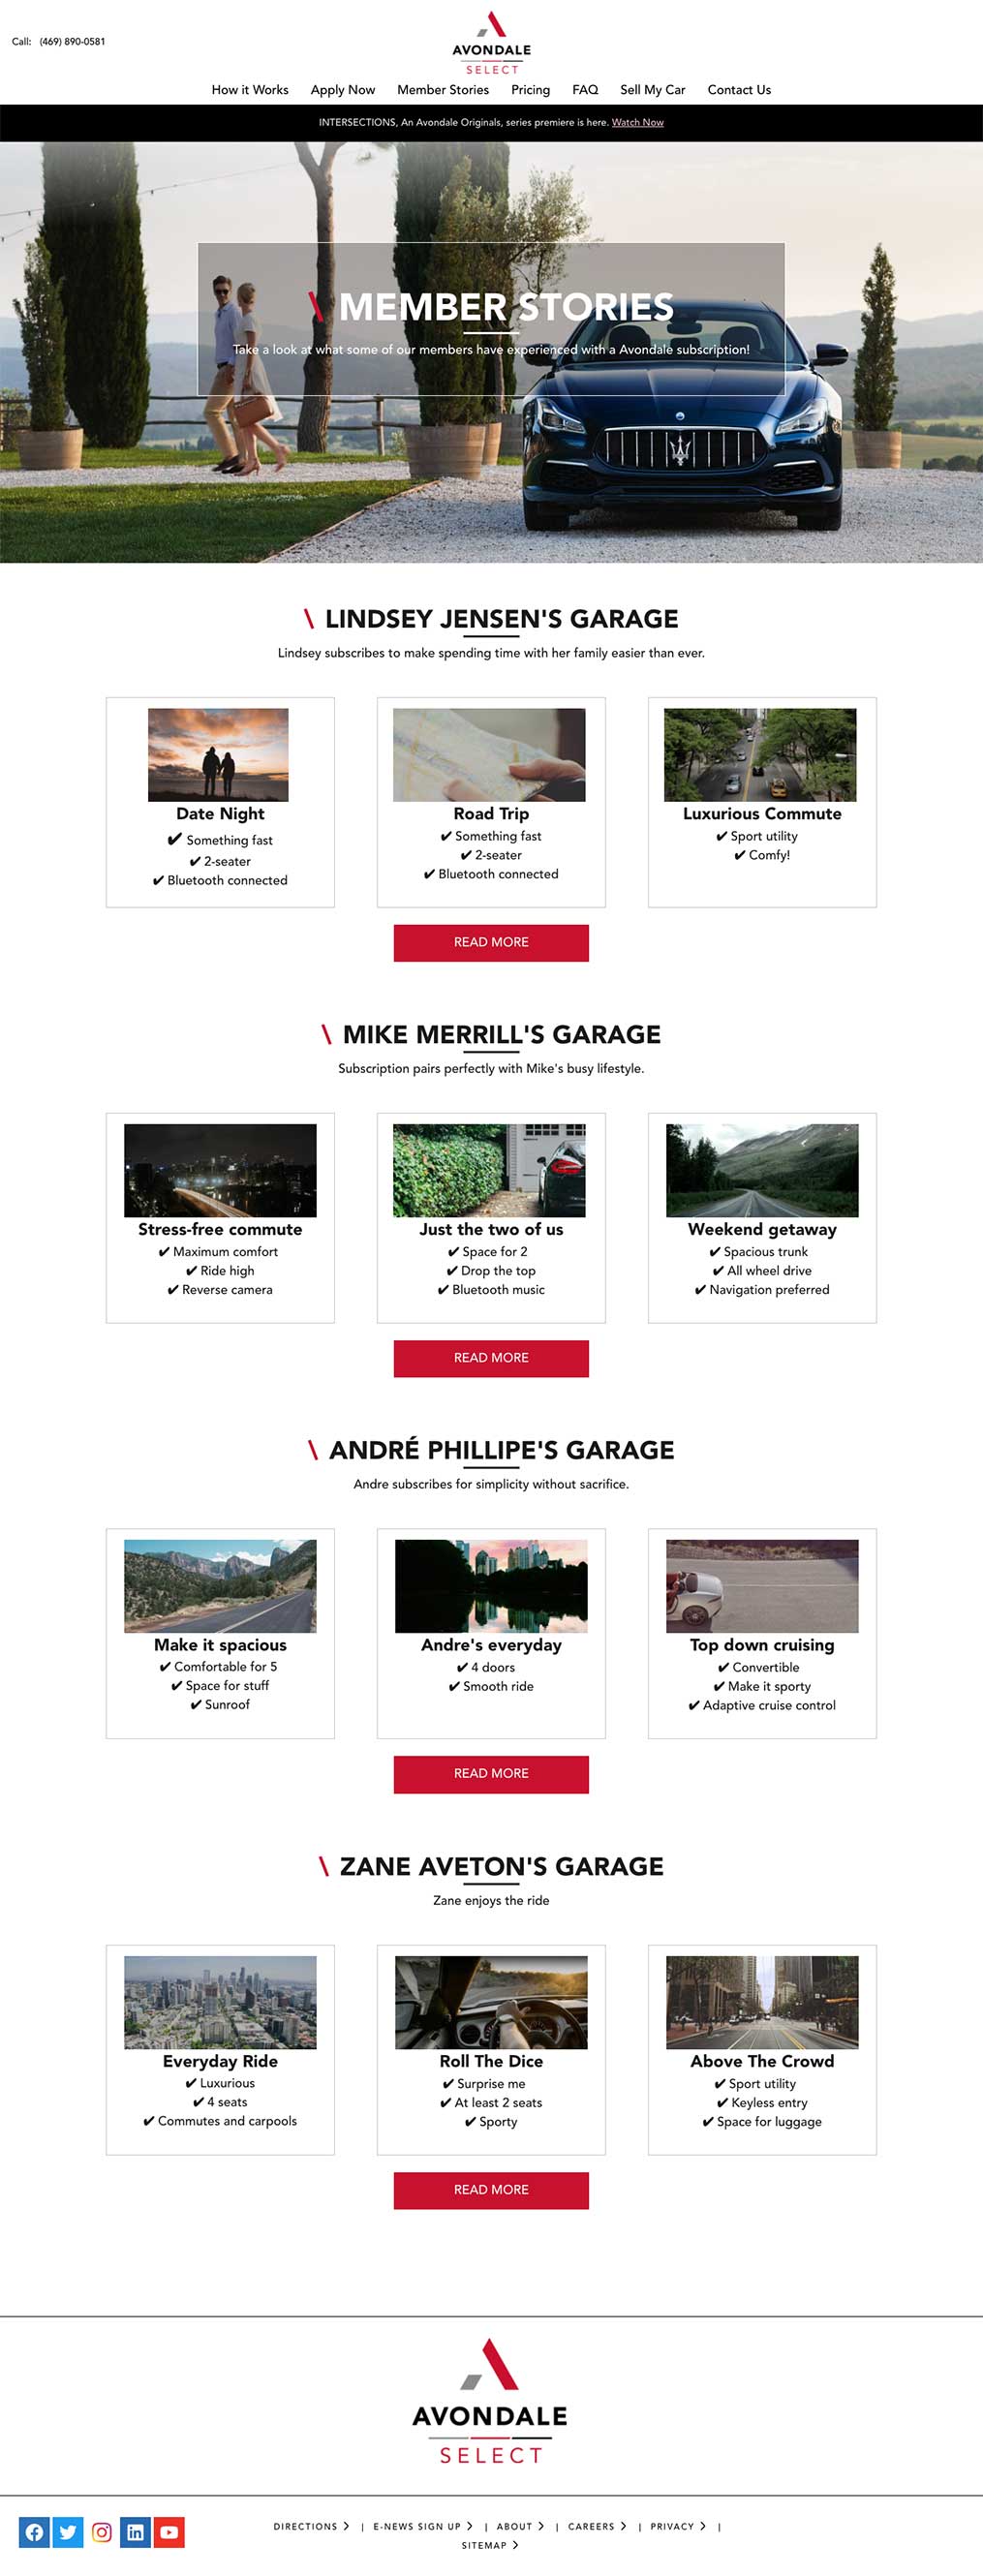 Call: (469) 890-0581
AVONDALE
SELECT
How it Works Apply Now Member Stories Pricing FAQ Sell My Car Contact Us
INTERSECTIONS, An Avondale Originals, series premiere is here. Watch Now
\ MEMBER STORIES
Take a look at what some of our members have experienced with a Avondale subscription!
\ LINDSEY JENSEN'S GARAGE
Lindsey subscribes to make spending time with her family easier than ever.
Date Night
✔ Something fast
✔ 2-seater
✔ Bluetooth connected
Road Trip
✔ Something fast
✔ 2-seater
✔ Bluetooth connected
Luxurious Commute
✔ Sport utility
✔ Comfy!
READ MORE
\ MIKE MERRILL'S GARAGE
Subscription pairs perfectly with Mike's busy lifestyle.
Stress-free commute
✔ Maximum comfort
✔ Ride high
✔ Reverse camera
Just the two of us
✔ Space for 2
✔ Drop the top
✔ Bluetooth music
Weekend getaway
✔ Spacious trunk
✔ All wheel drive
✔ Navigation preferred
READ MORE
\ ANDRÉ PHILLIPE'S GARAGE
Andre subscribes for simplicity without sacrifice.
Make it spacious
✔ Comfortable for 5
✔ Space for stuff
✔ Sunroof
Andre's everyday
✔ 4 doors
✔ Smooth ride
Top down cruising
✔ Convertible
✔ Make it sporty
✔ Adaptive cruise control
READ MORE
\ ZANE AVETON'S GARAGE
Zane enjoys the ride
Everyday Ride
✔ Luxurious
✔ 4 seats
✔ Commutes and carpools
Roll The Dice
✔ Surprise me
✔ At least 2 seats
✔ Sporty
Above The Crowd
✔ Sport utility
✔ Keyless entry
✔ Space for luggage
READ MORE
AVONDALE
SELECT
DIRECTIONS > | E-NEWS SIGN UP > | ABOUT > | CAREERS > | PRIVACY > |
SITEMAP >